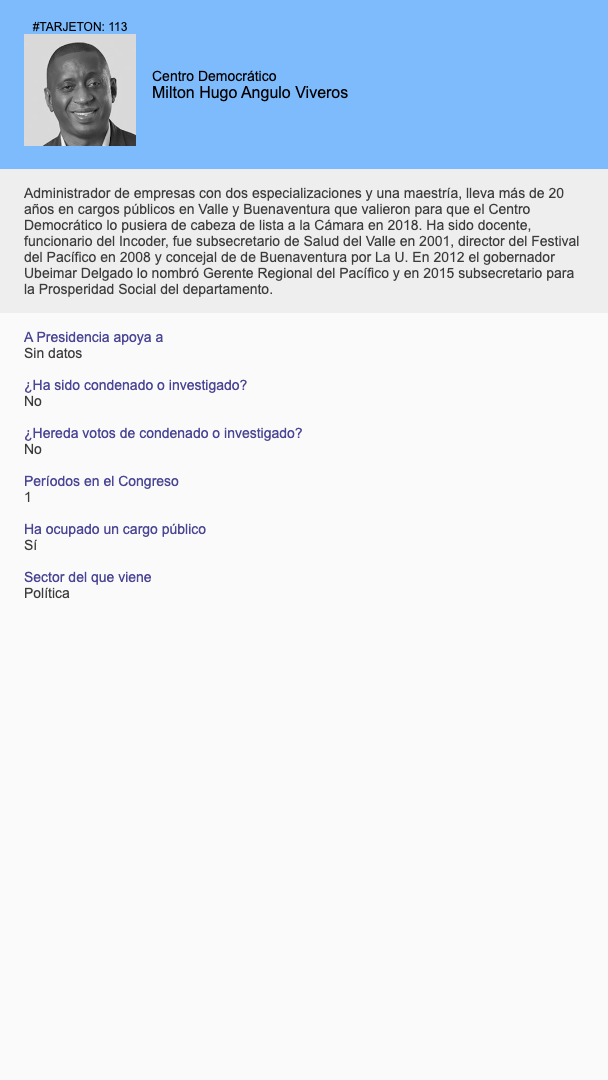 #TARJETON: 113
Centro Democrático
Milton Hugo Angulo Viveros
Administrador de empresas con dos especializaciones y una maestría, lleva más de 20
años en cargos públicos en Valle y Buenaventura que valieron para que el Centro
Democrático lo pusiera de cabeza de lista a la Cámara en 2018. Ha sido docente,
funcionario del Incoder, fue subsecretario de Salud del Valle en 2001, director del Festival
del Pacífico en 2008 y concejal de de Buenaventura por La U. En 2012 el gobernador
Ubeimar Delgado lo nombró Gerente Regional del Pacífico y en 2015 subsecretario para
la Prosperidad Social del departamento.
A Presidencia apoya a
Sin datos
¿Ha sido condenado o investigado?
No
¿Hereda votos de condenado o investigado?
No
Períodos en el Congreso
1
Ha ocupado un cargo público
Sí
Sector del que viene
Política